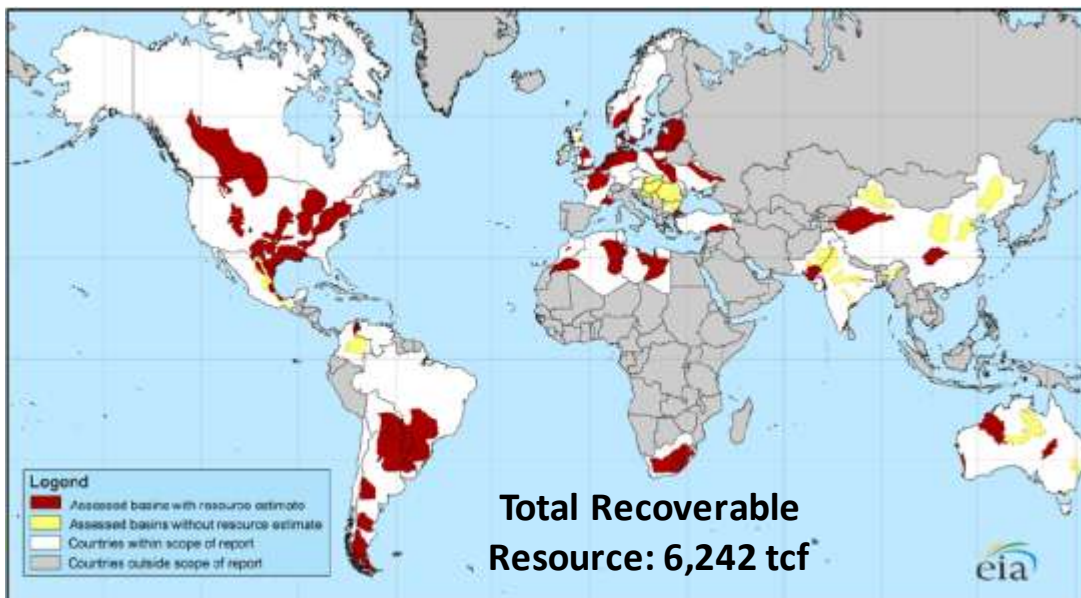 Legend
Assessed basins with resource estimate
Assessed basins without resource estimate
Countries within scope of report
Countries outside scope of report
Total Recoverable
Resource: 6,242 tcf
eia